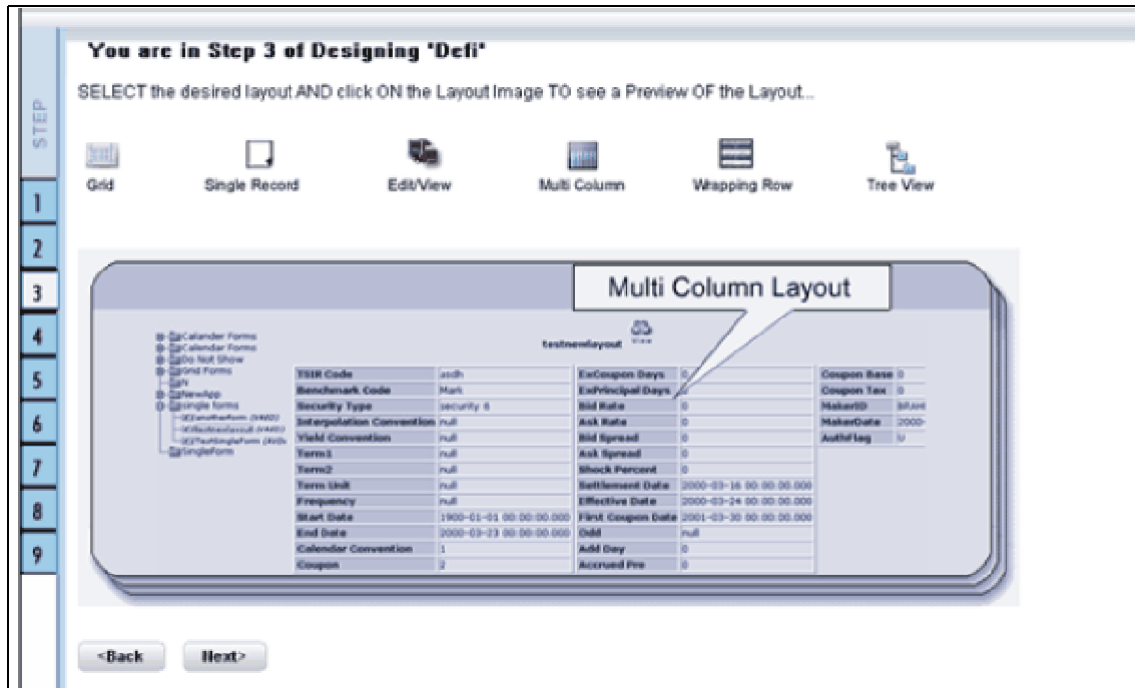 You are in Step 3 of Designing 'Defi'
SELECT the desired layout AND click ON the Layout Image TO see a Preview OF the Layout...
STEP
1
2
3
4
5
6
7
8
9
Grid
Single Record
Edit/View
Multi Column
Wrapping Row
Tree View
Multi Column Layout
testnewlayout
View
Calander Forms
Calendar Forms
Do Not Show
Grid Forms
N
NewApp
single forms
SingleForm
TSIR Code asdh
Benchmark Code Mark
Security Type security 6
Interpolation Convention null
Yield Convention null
Term1 null
Term2 null
Term Unit null
Frequency null
Start Date 1900-01-01 00:00:00.000
End Date 2000-03-23 00:00:00.000
Calendar Convention 1
Coupon 2
ExCoupon Days 0
ExPrincipal Days 0
Bid Rate 0
Ask Rate 0
Bid Spread 0
Ask Spread 0
Shock Percent 0
Settlement Date 2000-03-16 00:00:00.000
Effective Date 2000-03-24 00:00:00.000
First Coupon Date 2001-03-30 00:00:00.000
Odd null
Add Day 0
Accrued Pre 0
Coupon Base 0
Coupon Tax 0
MakerID
MakerDate 2000-
AuthFlag U
<Back
Next>